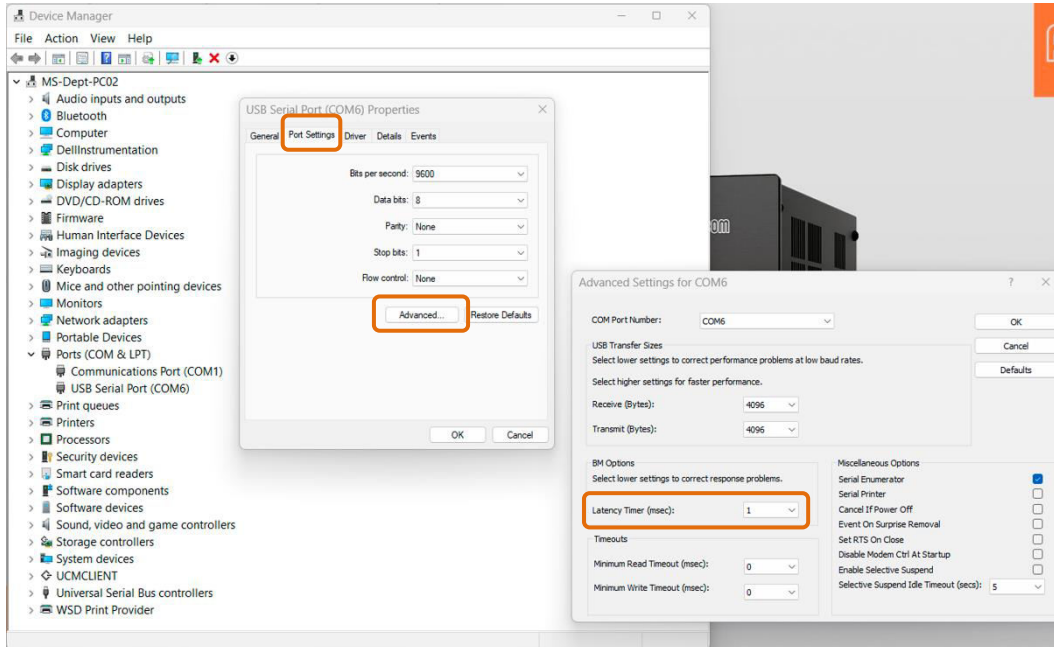 Device Manager
File Action View Help
MS-Dept-PC02
Audio inputs and outputs
Bluetooth
Computer
DellInstrumentation
Disk drives
Display adapters
DVD/CD-ROM drives
Firmware
Human Interface Devices
Imaging devices
Keyboards
Mice and other pointing devices
Monitors
Network adapters
Portable Devices
Ports (COM & LPT)
Communications Port (COM1)
USB Serial Port (COM6)
Print queues
Printers
Processors
Security devices
Smart card readers
Software components
Software devices
Sound, video and game controllers
Storage controllers
System devices
UCMCLIENT
Universal Serial Bus controllers
WSD Print Provider
USB Serial Port (COM6) Properties
General Port Settings Driver Details Events
Bits per second: 9600
Data bits: 8
Parity: None
Stop bits: 1
Flow control: None
Advanced... Restore Defaults
OK Cancel
om
Advanced Settings for COM6
COM Port Number: COM6
OK
Cancel
Defaults
USB Transfer Sizes
Select lower settings to correct performance problems at low baud rates.
Select higher settings for faster performance.
Receive (Bytes): 4096
Transmit (Bytes): 4096
BM Options
Select lower settings to correct response problems.
Latency Timer (msec): 1
Timeouts
Minimum Read Timeout (msec): 0
Minimum Write Timeout (msec): 0
Miscellaneous Options
Serial Enumerator
Serial Printer
Cancel If Power Off
Event On Surprise Removal
Set RTS On Close
Disable Modem Ctrl At Startup
Enable Selective Suspend
Selective Suspend Idle Timeout (secs): 5